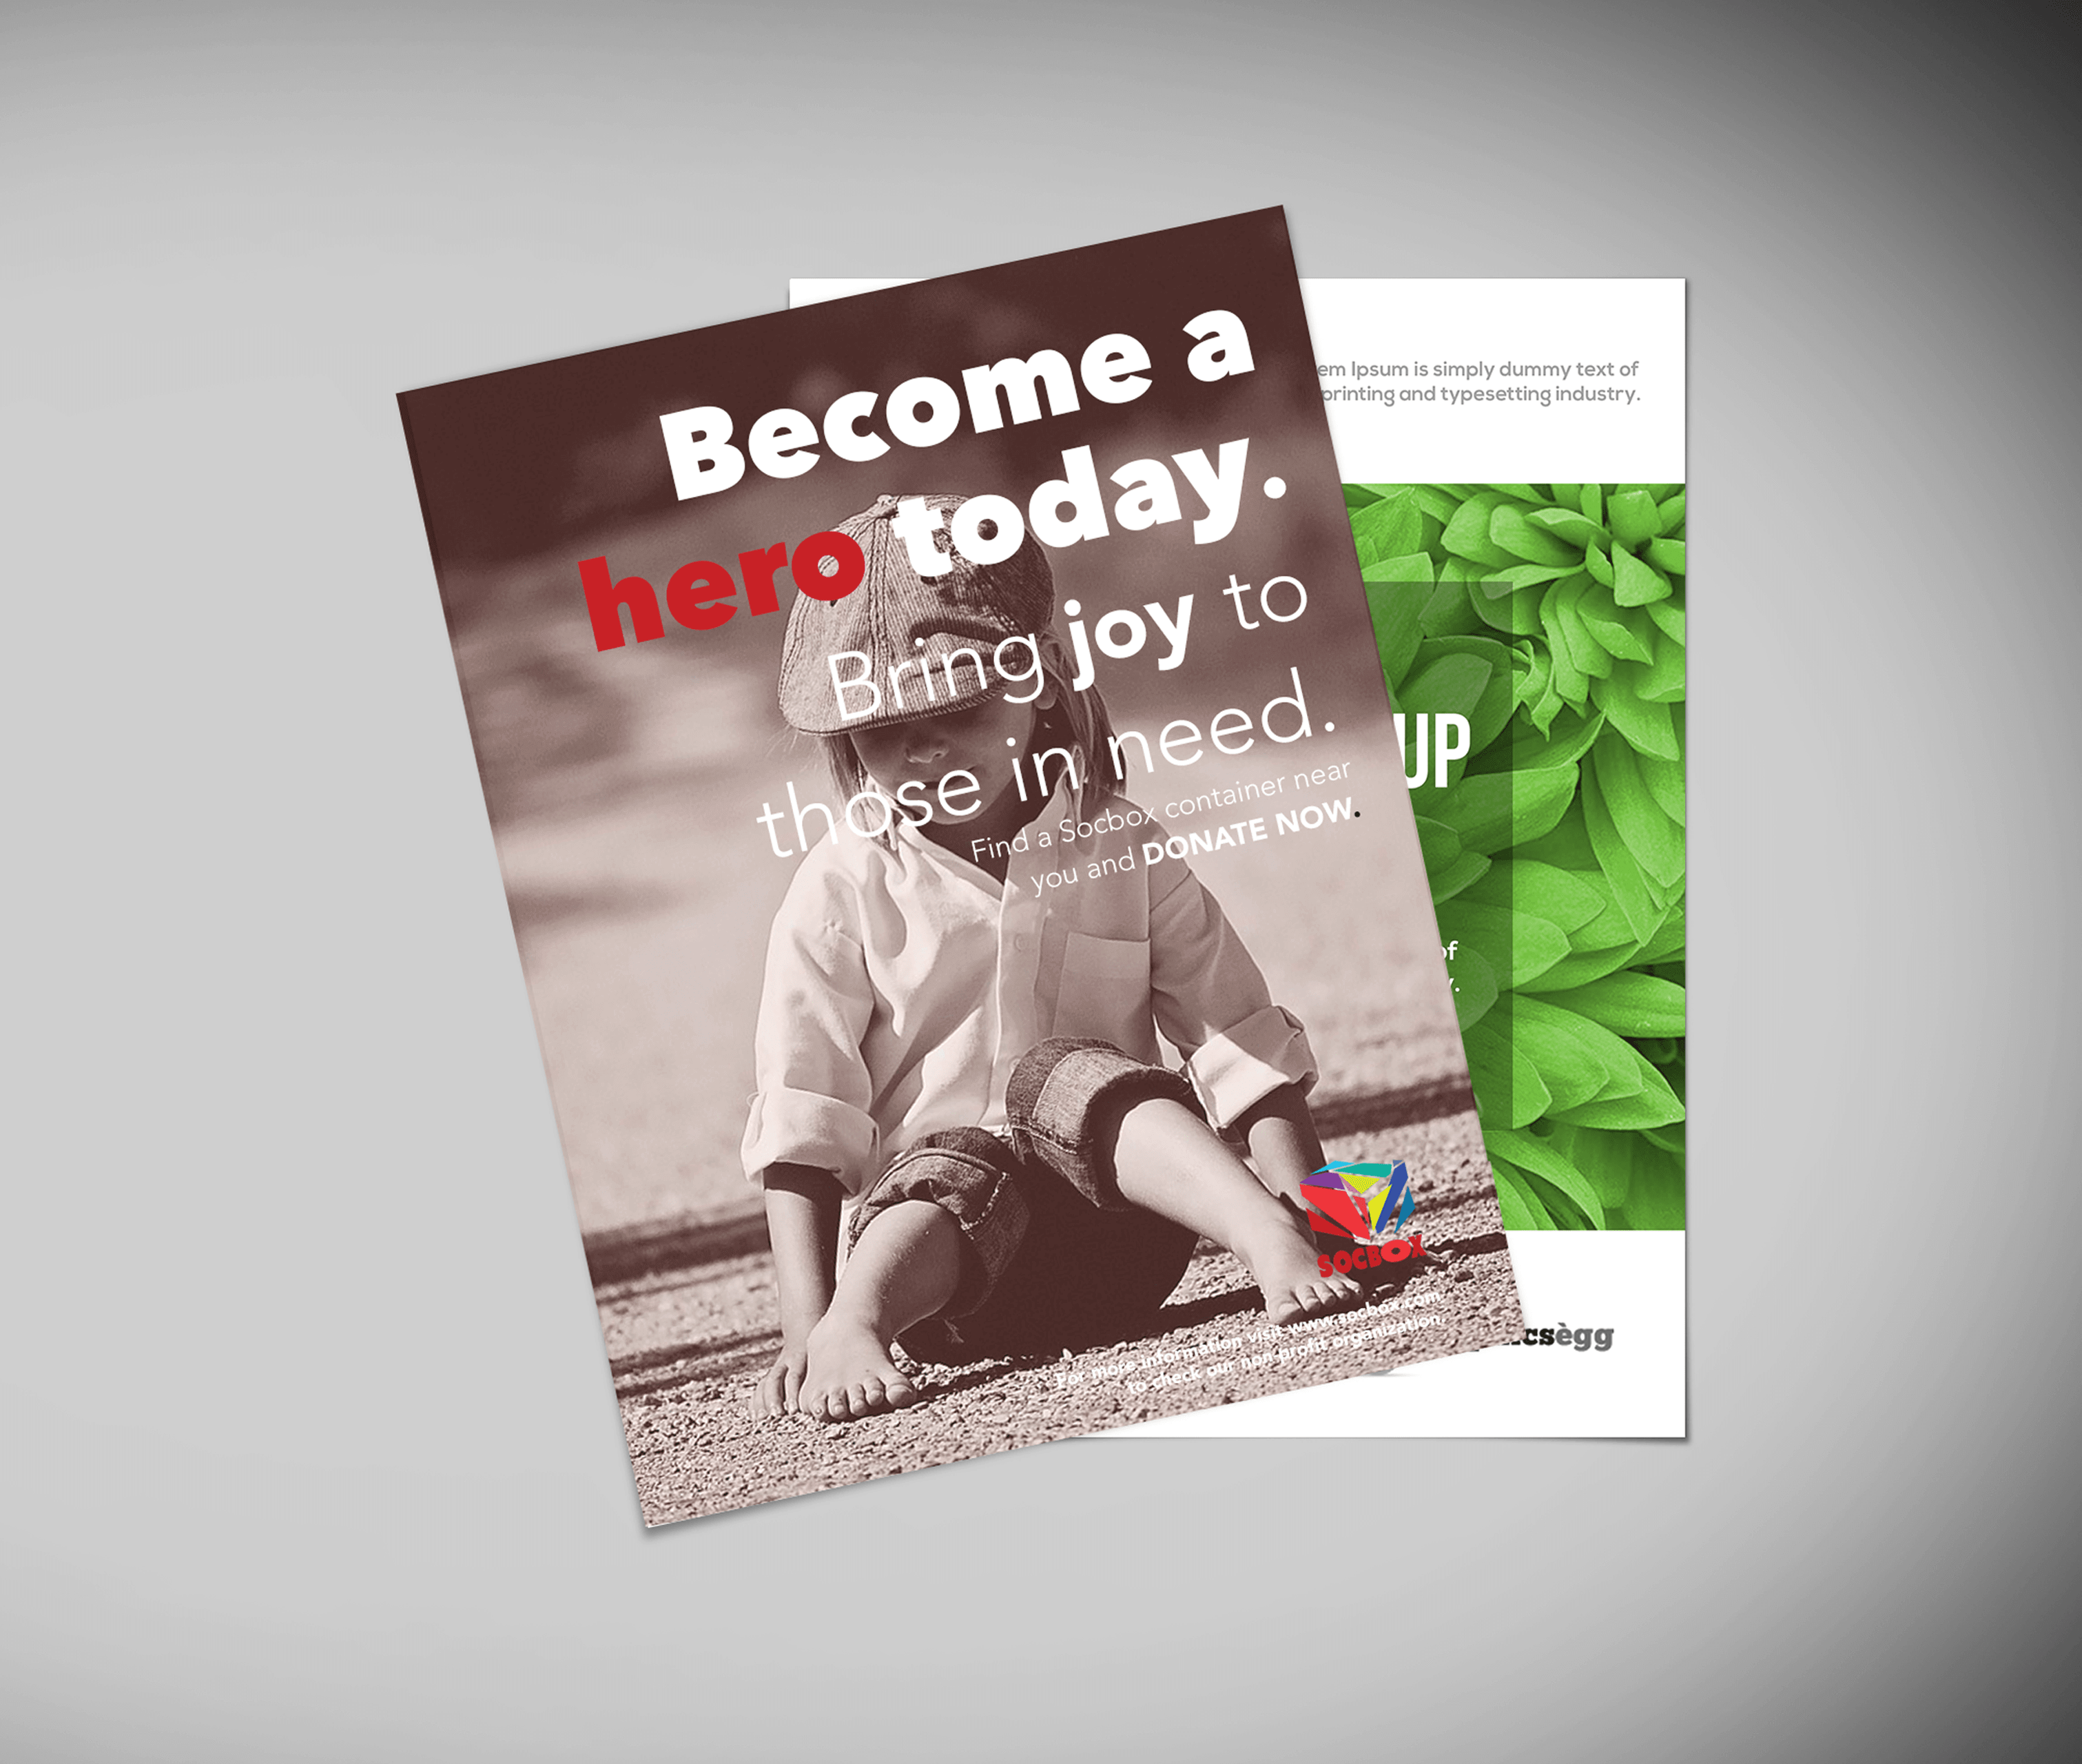 Become a
hero today.
Bring joy to
those in need.
Find a Socbox container near
you and DONATE NOW.
SOCBOX
For more information visit www.socbox.com
to check our non-profit organization.
em Ipsum is simply dummy text of
printing and typesetting industry.
UP
of
y.
csègg